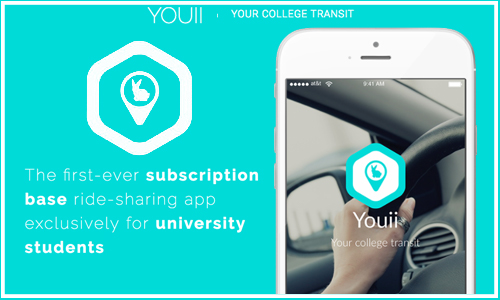 YOUII | YOUR COLLEGE TRANSIT
The first-ever subscription
base ride-sharing app
exclusively for university
students
at&t 9:41 AM
Youii
Your college transit